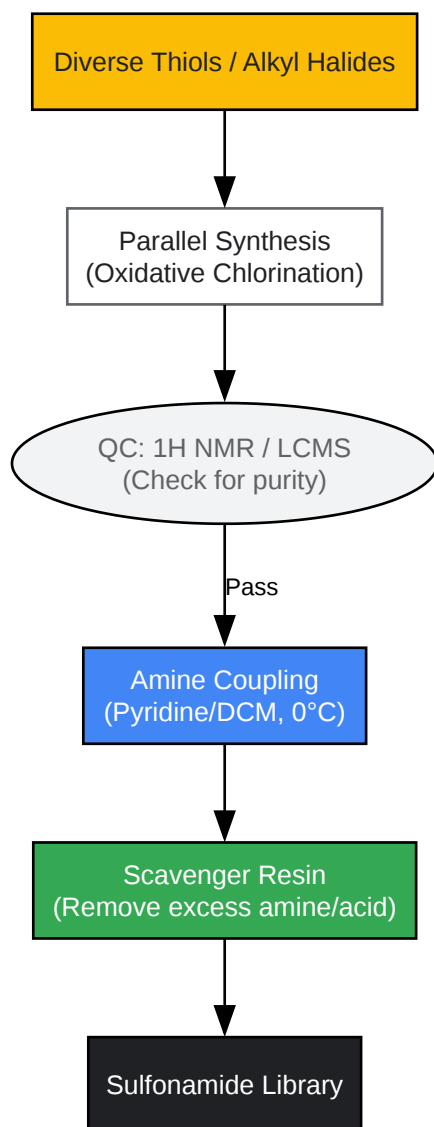 Diverse Thiols / Alkyl Halides
Parallel Synthesis
(Oxidative Chlorination)
QC: 1H NMR / LCMS
(Check for purity)
Pass
Amine Coupling
(Pyridine/DCM, 0°C)
Scavenger Resin
(Remove excess amine/acid)
Sulfonamide Library